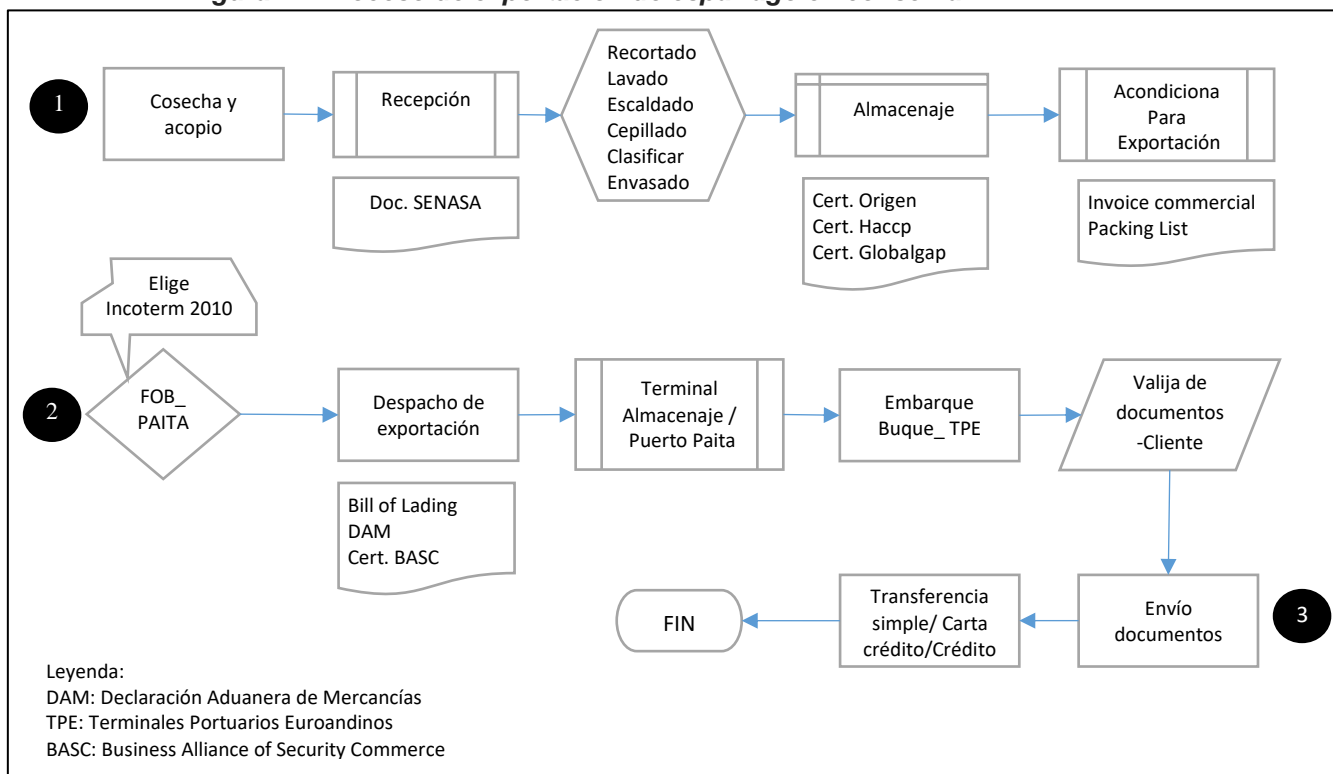 1
Cosecha y
acopio
Recepción
Doc. SENASA
Recortado
Lavado
Escaldado
Cepillado
Clasificar
Envasado
Almacenaje
Cert. Origen
Cert. Haccp
Cert. Globalgap
Acondiciona
Para
Exportación
Invoice commercial
Packing List
Elige
Incoterm 2010
2
FOB_
PAITA
Despacho de
exportación
Bill of Lading
DAM
Cert. BASC
Terminal
Almacenaje /
Puerto Paita
Embarque
Buque_ TPE
Valija de
documentos
-Cliente
3
Envío
documentos
Transferencia
simple/ Carta
crédito/Crédito
FIN
Leyenda:
DAM: Declaración Aduanera de Mercancías
TPE: Terminales Portuarios Euroandinos
BASC: Business Alliance of Security Commerce